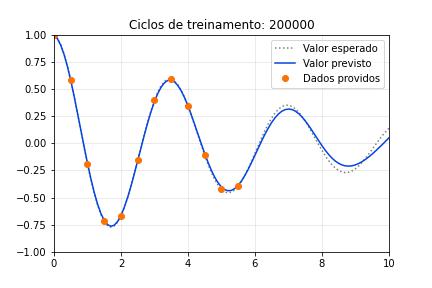 Ciclos de treinamento: 200000
1.00
0.75
0.50
0.25
0.00
−0.25
−0.50
−0.75
−1.00
0 2 4 6 8 10
Valor esperado
Valor previsto
Dados providos